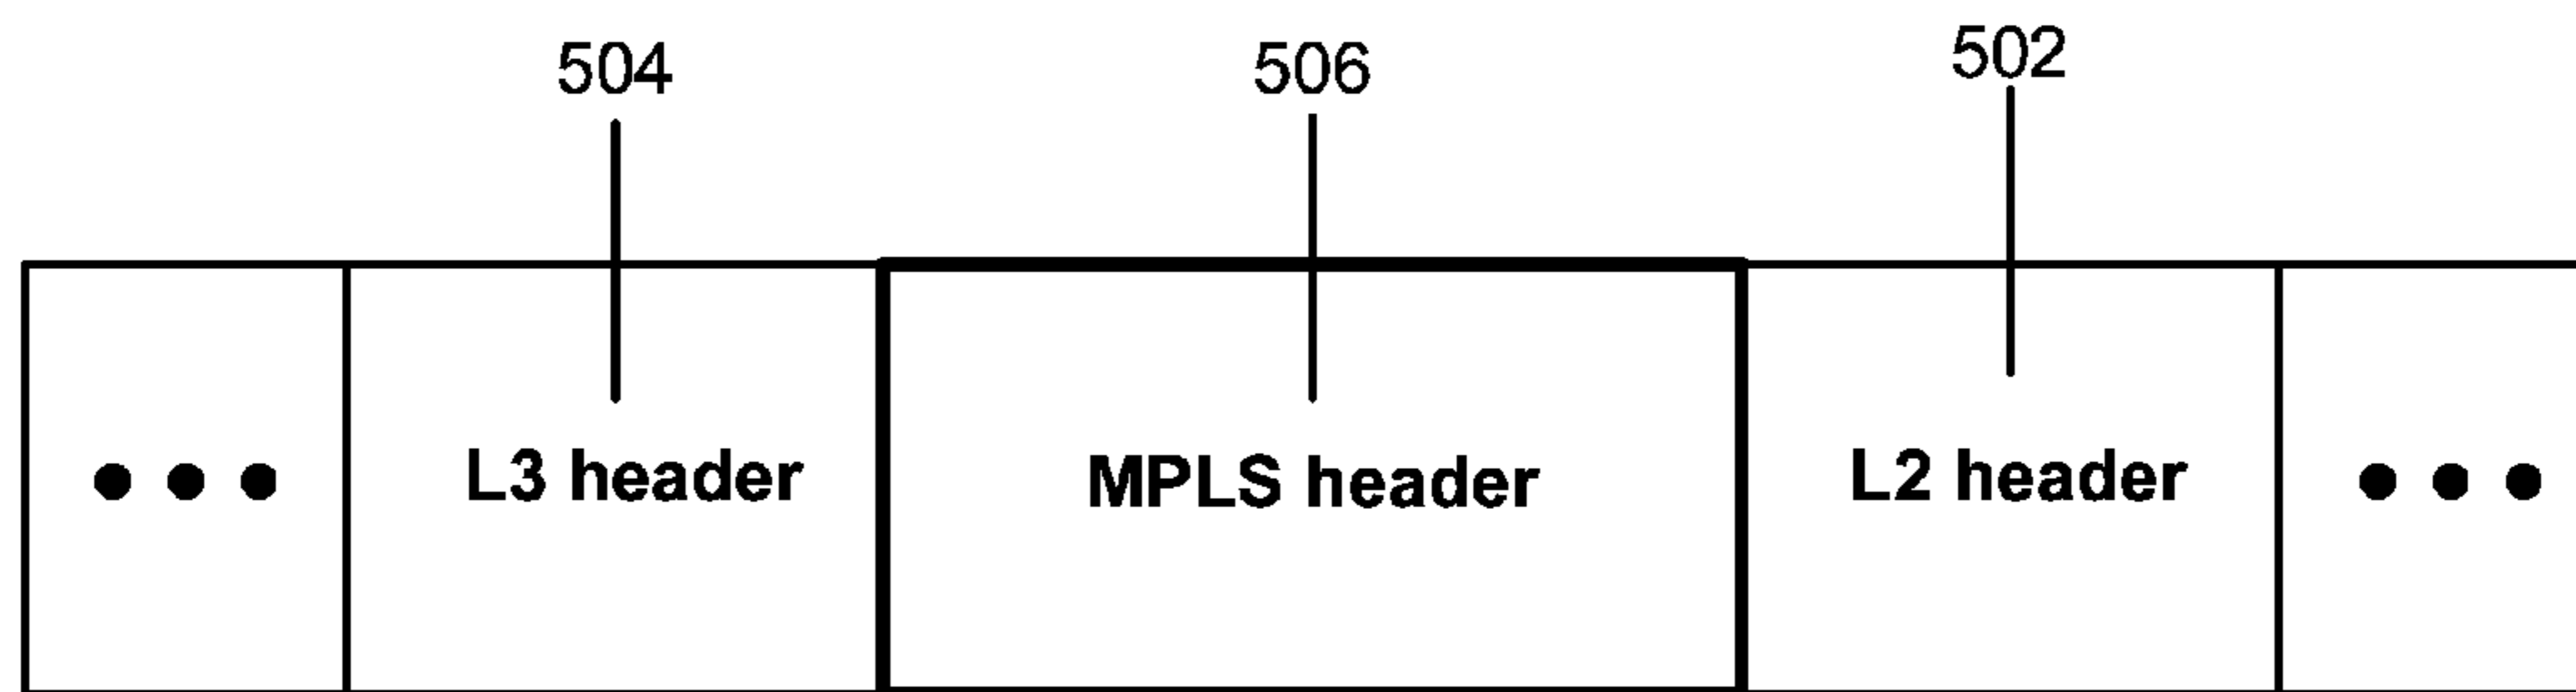 504
506
502
● ● ●
L3 header
MPLS header
L2 header
● ● ●